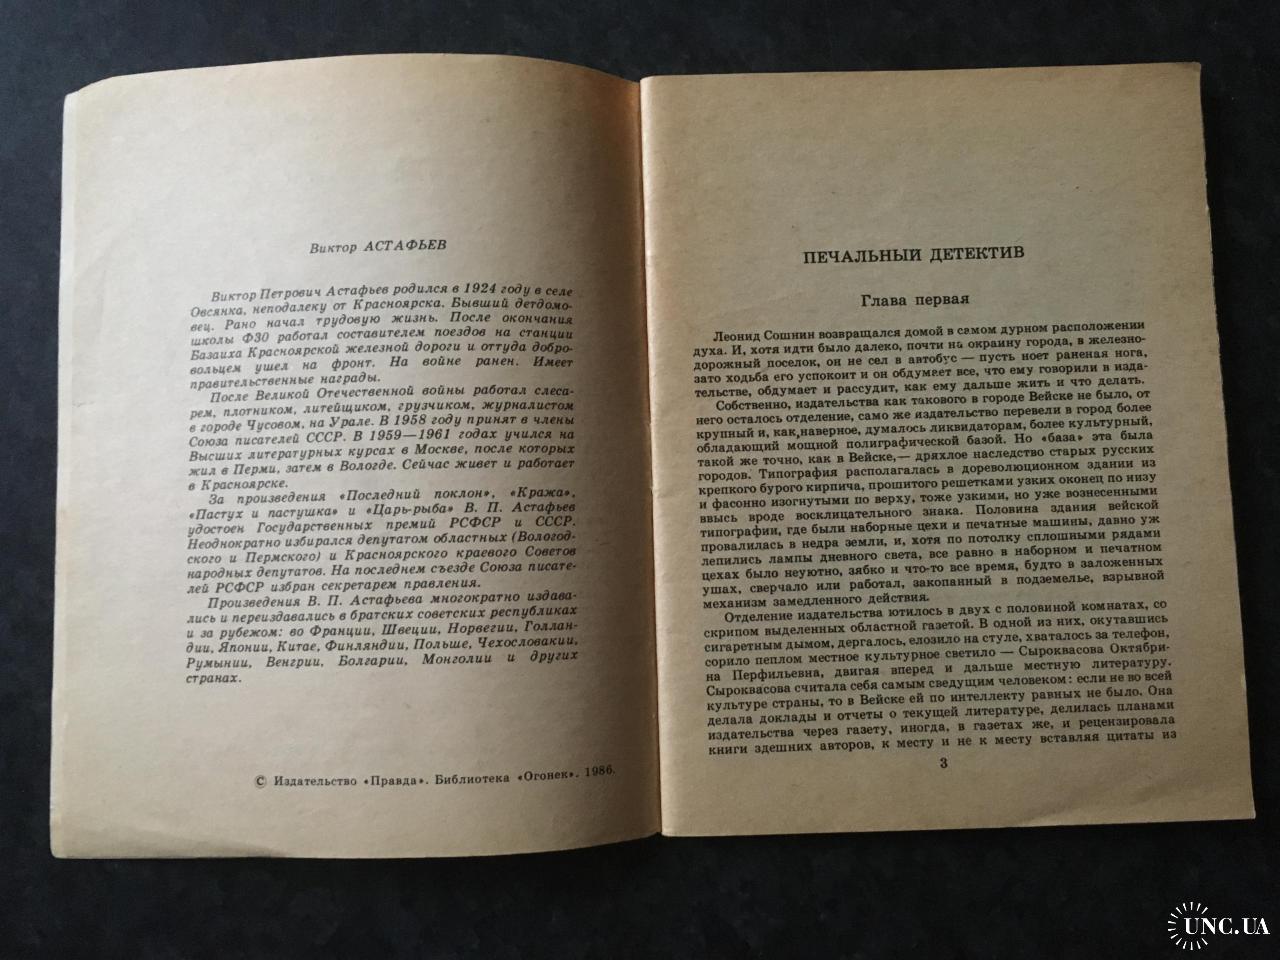 Виктор АСТАФЬЕВ
Виктор Петрович Астафьев родился в 1924 году в селе
Овсянка, неподалеку от Красноярска. Бывший детдомо-
вец. Рано начал трудовую жизнь. После окончания
школы ФЗО работал составителем поездов на станции
Базаиха Красноярской железной дороги и оттуда добро-
вольцем ушел на фронт. На войне ранен. Имеет
правительственные награды.
После Великой Отечественной войны работал слеса-
рем, плотником, литейщиком, грузчиком, журналистом
в городе Чусовом, на Урале. В 1958 году принят в члены
Союза писателей СССР. В 1959—1961 годах учился на
Высших литературных курсах в Москве, после которых
жил в Перми, затем в Вологде. Сейчас живет и работает
в Красноярске.
За произведения «Последний поклон», «Кража»,
«Пастух и пастушка» и «Царь-рыба» В. П. Астафьев
удостоен Государственных премий РСФСР и СССР.
Неоднократно избирался депутатом областных (Вологод-
ского и Пермского) и Красноярского краевого Советов
народных депутатов. На последнем съезде Союза писате-
лей РСФСР избран секретарем правления.
Произведения В. П. Астафьева многократно издава-
лись и переиздавались в братских советских республиках
и за рубежом: во Франции, Швеции, Норвегии, Голлан-
дии, Японии, Китае, Финляндии, Польше, Чехословакии,
Румынии, Венгрии, Болгарии, Монголии и других
странах.
© Издательство «Правда». Библиотека «Огонек». 1986.
ПЕЧАЛЬНЫЙ ДЕТЕКТИВ
Глава первая
Леонид Сошнин возвращался домой в самом дурном расположении
духа. И, хотя идти было далеко, почти на окраину города, в железно-
дорожный поселок, он не сел в автобус — пусть ноет раненая нога,
зато ходьба его успокоит и он обдумает все, что ему говорили в изда-
тельстве, обдумает и рассудит, как ему дальше жить и что делать.
Собственно, издательства как такового в городе Вейске не было, от
него осталось отделение, само же издательство перевели в город более
крупный и, как,наверное, думалось ликвидаторам, более культурный,
обладающий мощной полиграфической базой. Но «база» эта была
такой же точно, как в Вейске,— дряхлое наследство старых русских
городов. Типография располагалась в дореволюционном здании из
крепкого бурого кирпича, прошитого решетками узких оконец по низу
и фасонно изогнутыми по верху, тоже узкими, но уже вознесенными
ввысь вроде восклицательного знака. Половина здания вейской
типографии, где были наборные цехи и печатные машины, давно уж
провалилась в недра земли, и, хотя по потолку сплошными рядами
лепились лампы дневного света, все равно в наборном и печатном
цехах было неуютно, зябко и что-то все время, будто в заложенных
ушах, сверчало или работал, закопанный в подземелье, взрывной
механизм замедленного действия.
Отделение издательства ютилось в двух с половиной комнатах, со
скрипом выделенных областной газетой. В одной из них, окутавшись
сигаретным дымом, дергалось, елозило на стуле, хваталось за телефон,
сорило пеплом местное культурное светило — Сыроквасова Октябри-
на Перфильевна, двигая вперед и дальше местную литературу.
Сыроквасова считала себя самым сведущим человеком: если не во всей
культуре страны, то в Вейске ей по интеллекту равных не было. Она
делала доклады и отчеты о текущей литературе, делилась планами
издательства через газету, иногда, в газетах же, и рецензировала
книги здешних авторов, к месту и не к месту вставляя цитаты из
3
UNC.UA